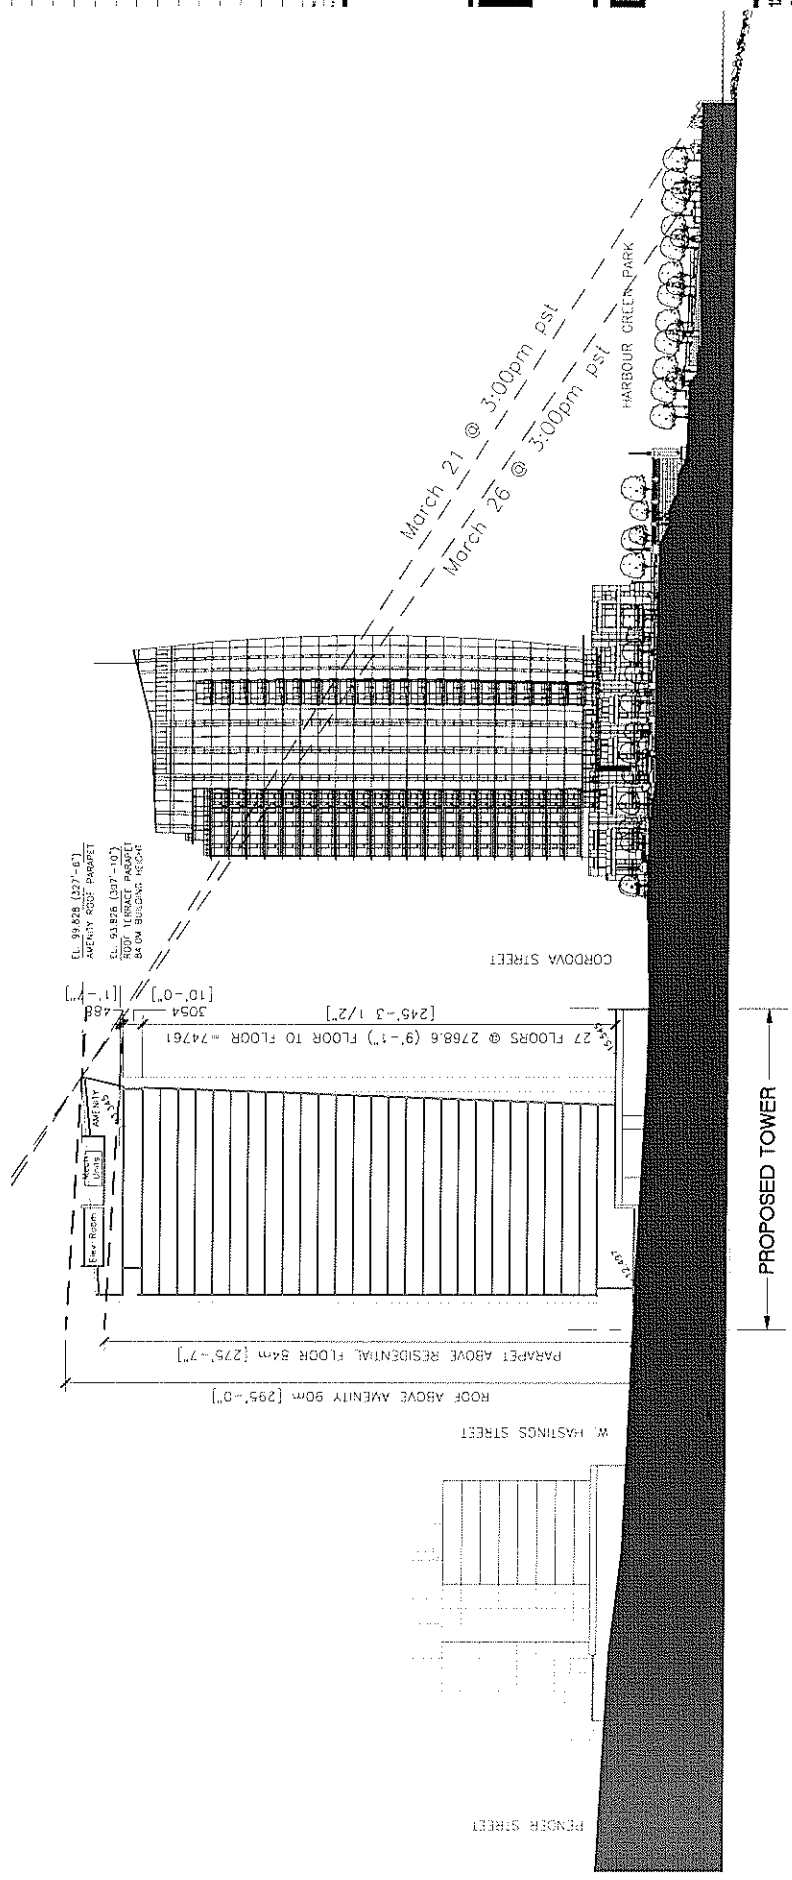 EL. 99.828 (327'-6")
AMENITY ROOF PARAPET
EL. 93.828 (307'-10")
ROOF TERRACE PARAPET
84.0M BUILDING HEIGHT
March 21 @ 3:00pm pst
March 26 @ 3:00pm pst
HARBOUR GREEN PARK
CORDOVA STREET
488
[1'-7"]
3054
[10'-0"]
27 FLOORS @ 2768.6 (9'-1") FLOOR TO FLOOR = 74761
[245'-3 1/2"]
AMENITY
Mech
Units
Elev Room
15,545
12,497
PARAPET ABOVE RESIDENTIAL FLOOR 84m [275'-7"]
ROOF ABOVE AMENITY 90m [295'-0"]
PROPOSED TOWER
W. HASTINGS STREET
PENDER STREET